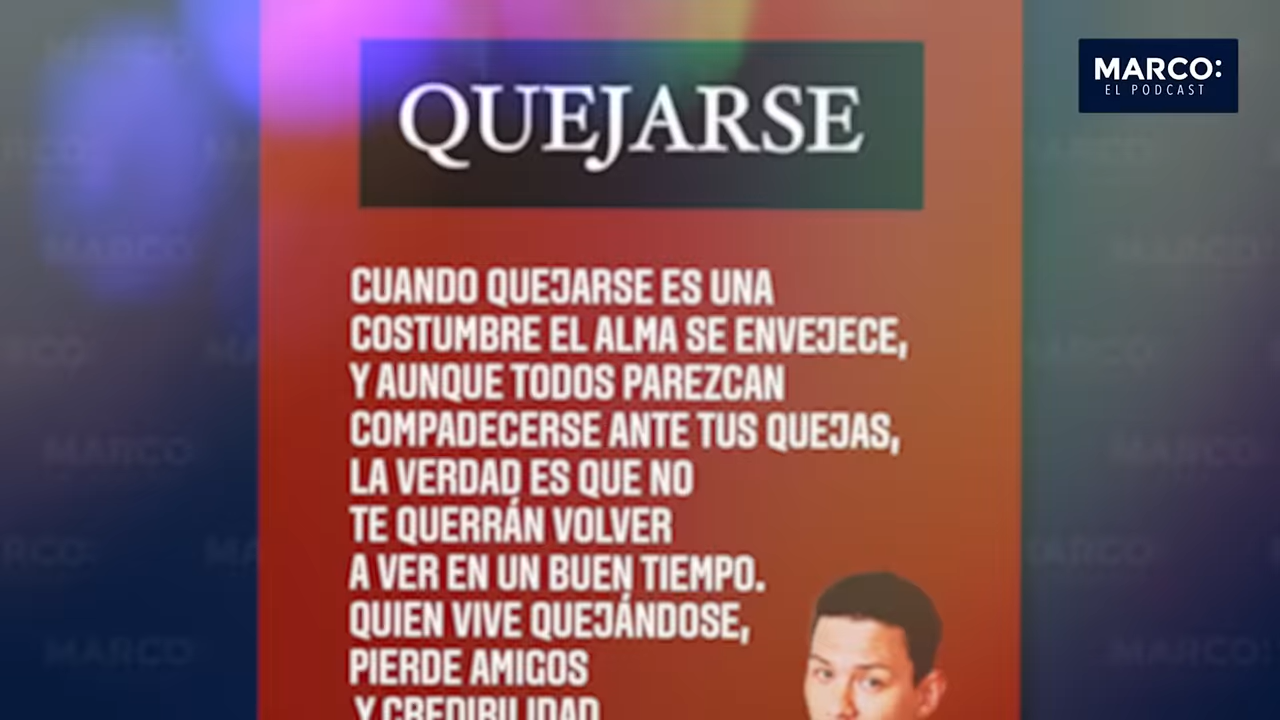 MARCO:
EL PODCAST
QUEJARSE
CUANDO QUEJARSE ES UNA
COSTUMBRE EL ALMA SE ENVEJECE,
Y AUNQUE TODOS PAREZCAN
COMPADECERSE ANTE TUS QUEJAS,
LA VERDAD ES QUE NO
TE QUERRÁN VOLVER
A VER EN UN BUEN TIEMPO.
QUIEN VIVE QUEJÁNDOSE,
PIERDE AMIGOS
Y CREDIBILIDAD